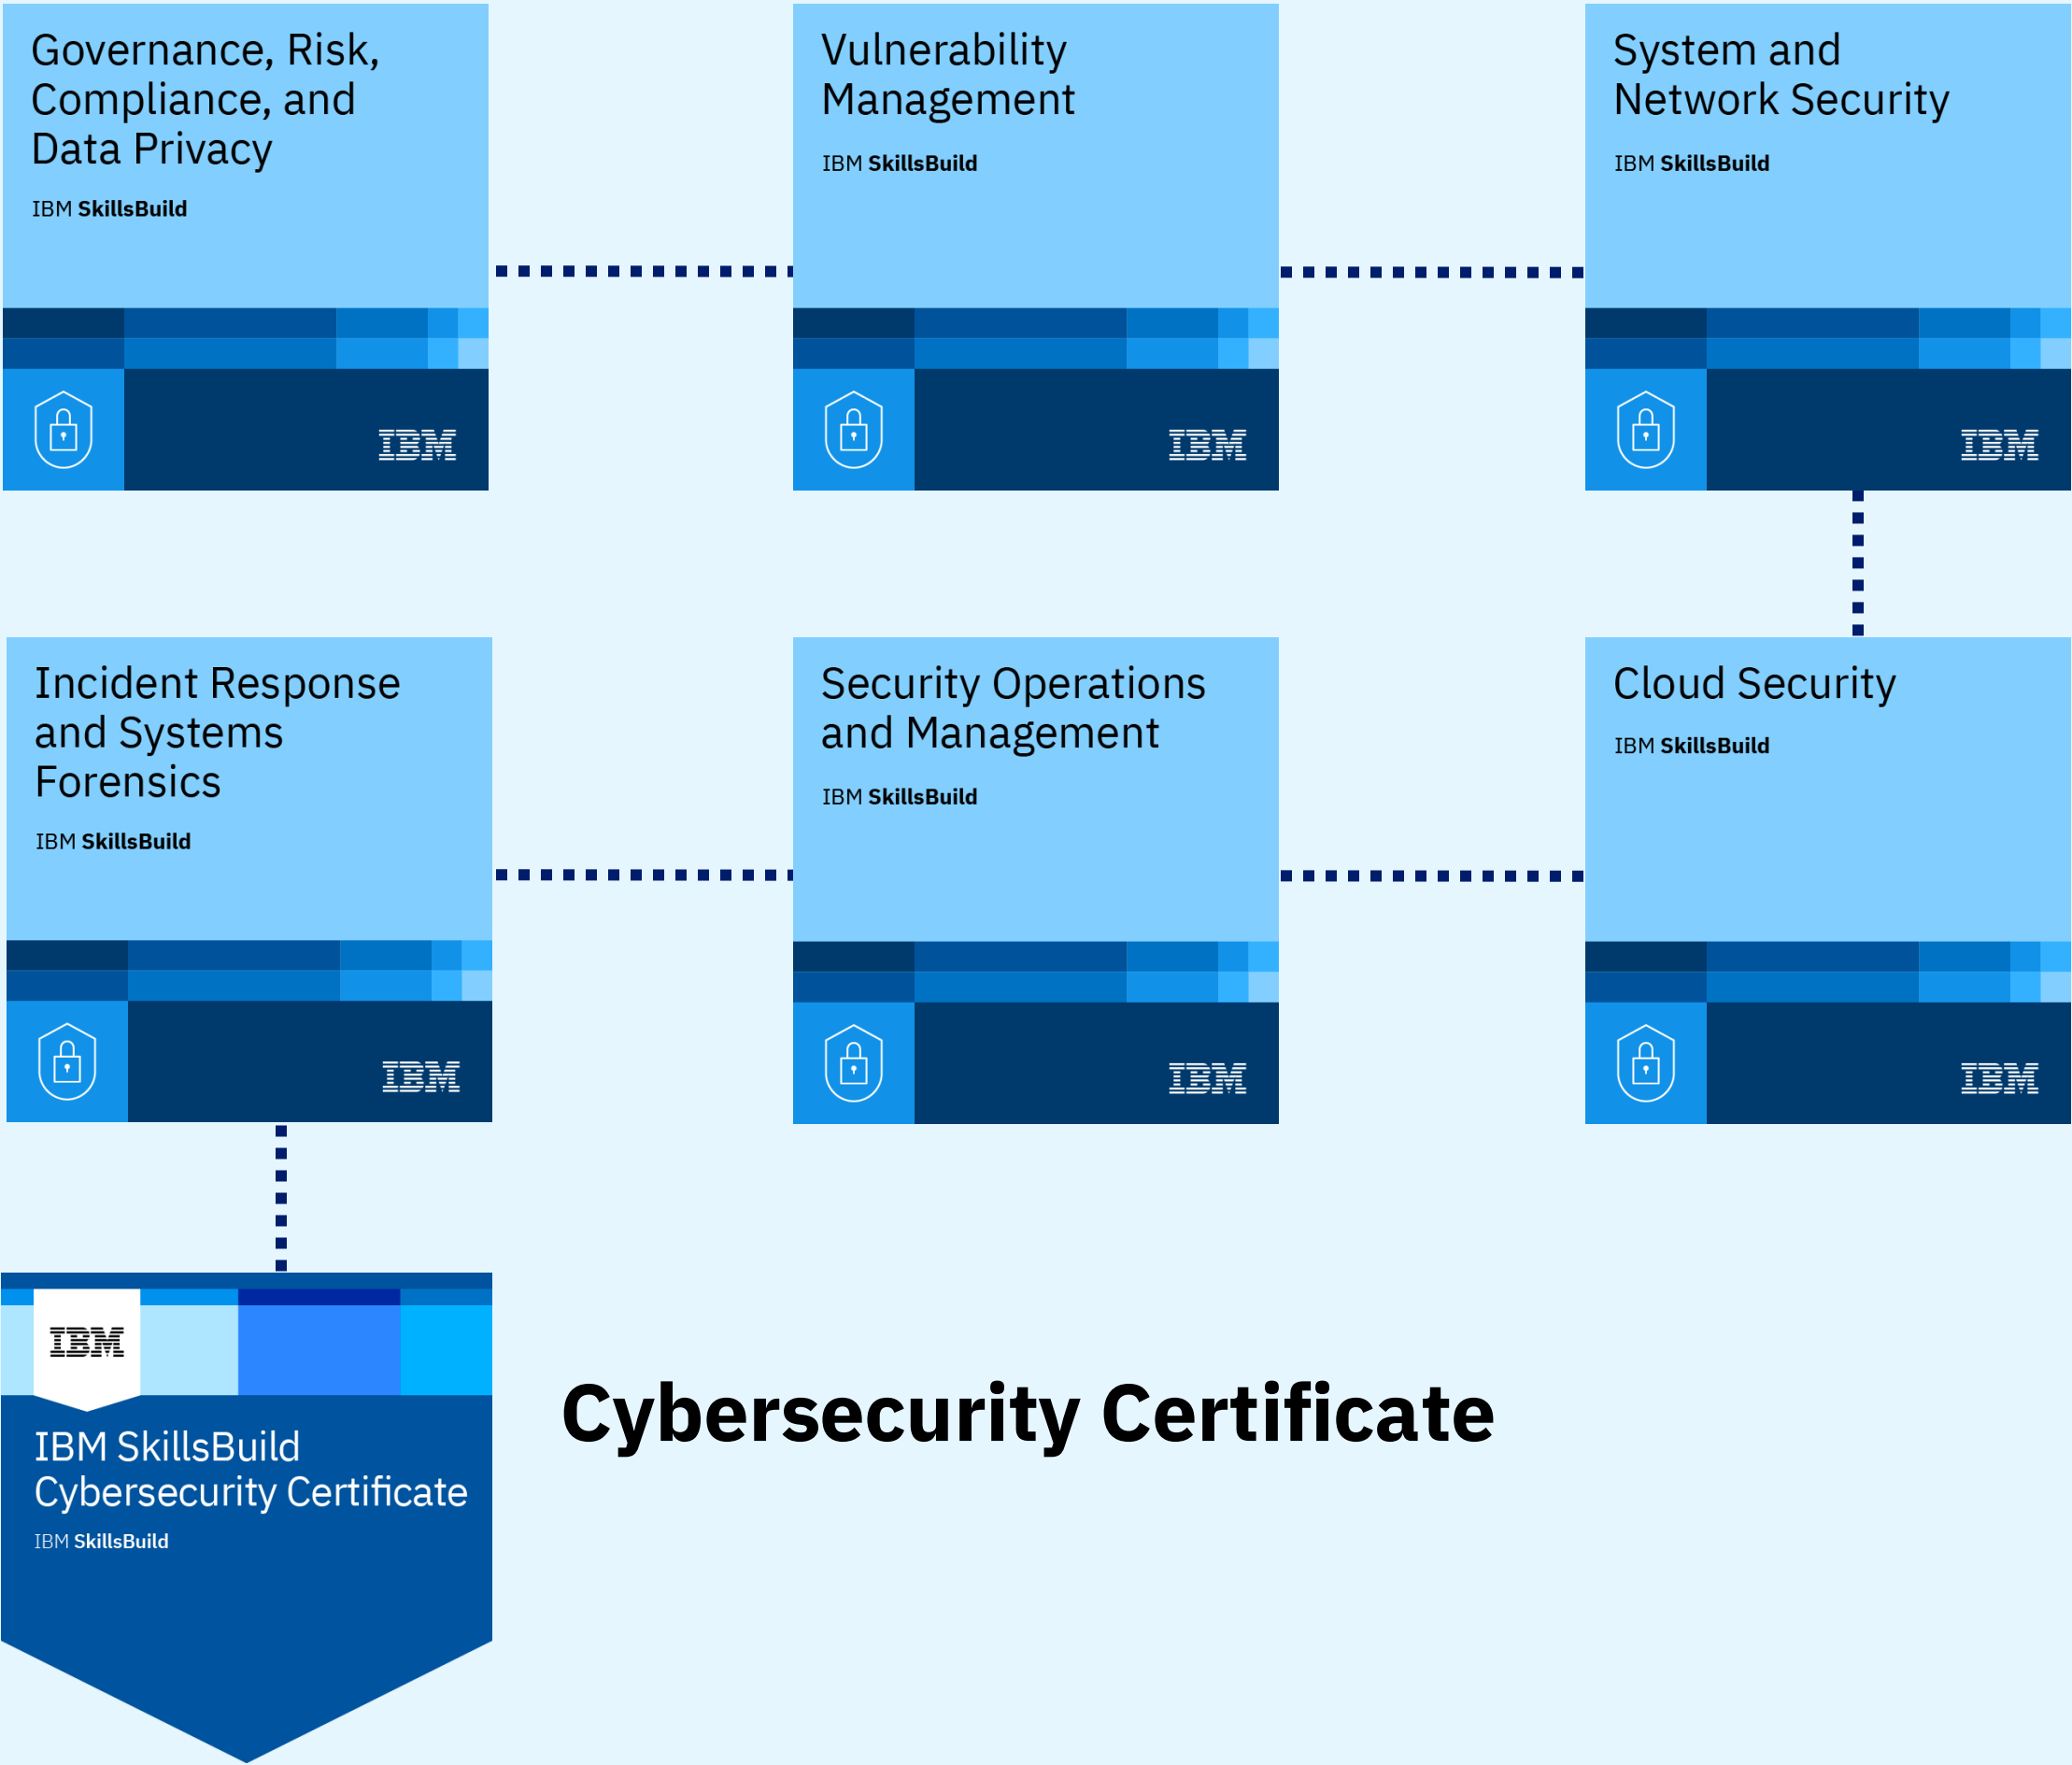 Governance, Risk,
Compliance, and
Data Privacy
IBM SkillsBuild
IBM
Vulnerability
Management
IBM SkillsBuild
IBM
System and
Network Security
IBM SkillsBuild
IBM
Incident Response
and Systems
Forensics
IBM SkillsBuild
IBM
Security Operations
and Management
IBM SkillsBuild
IBM
Cloud Security
IBM SkillsBuild
IBM
IBM
IBM SkillsBuild
Cybersecurity Certificate
IBM SkillsBuild
Cybersecurity Certificate